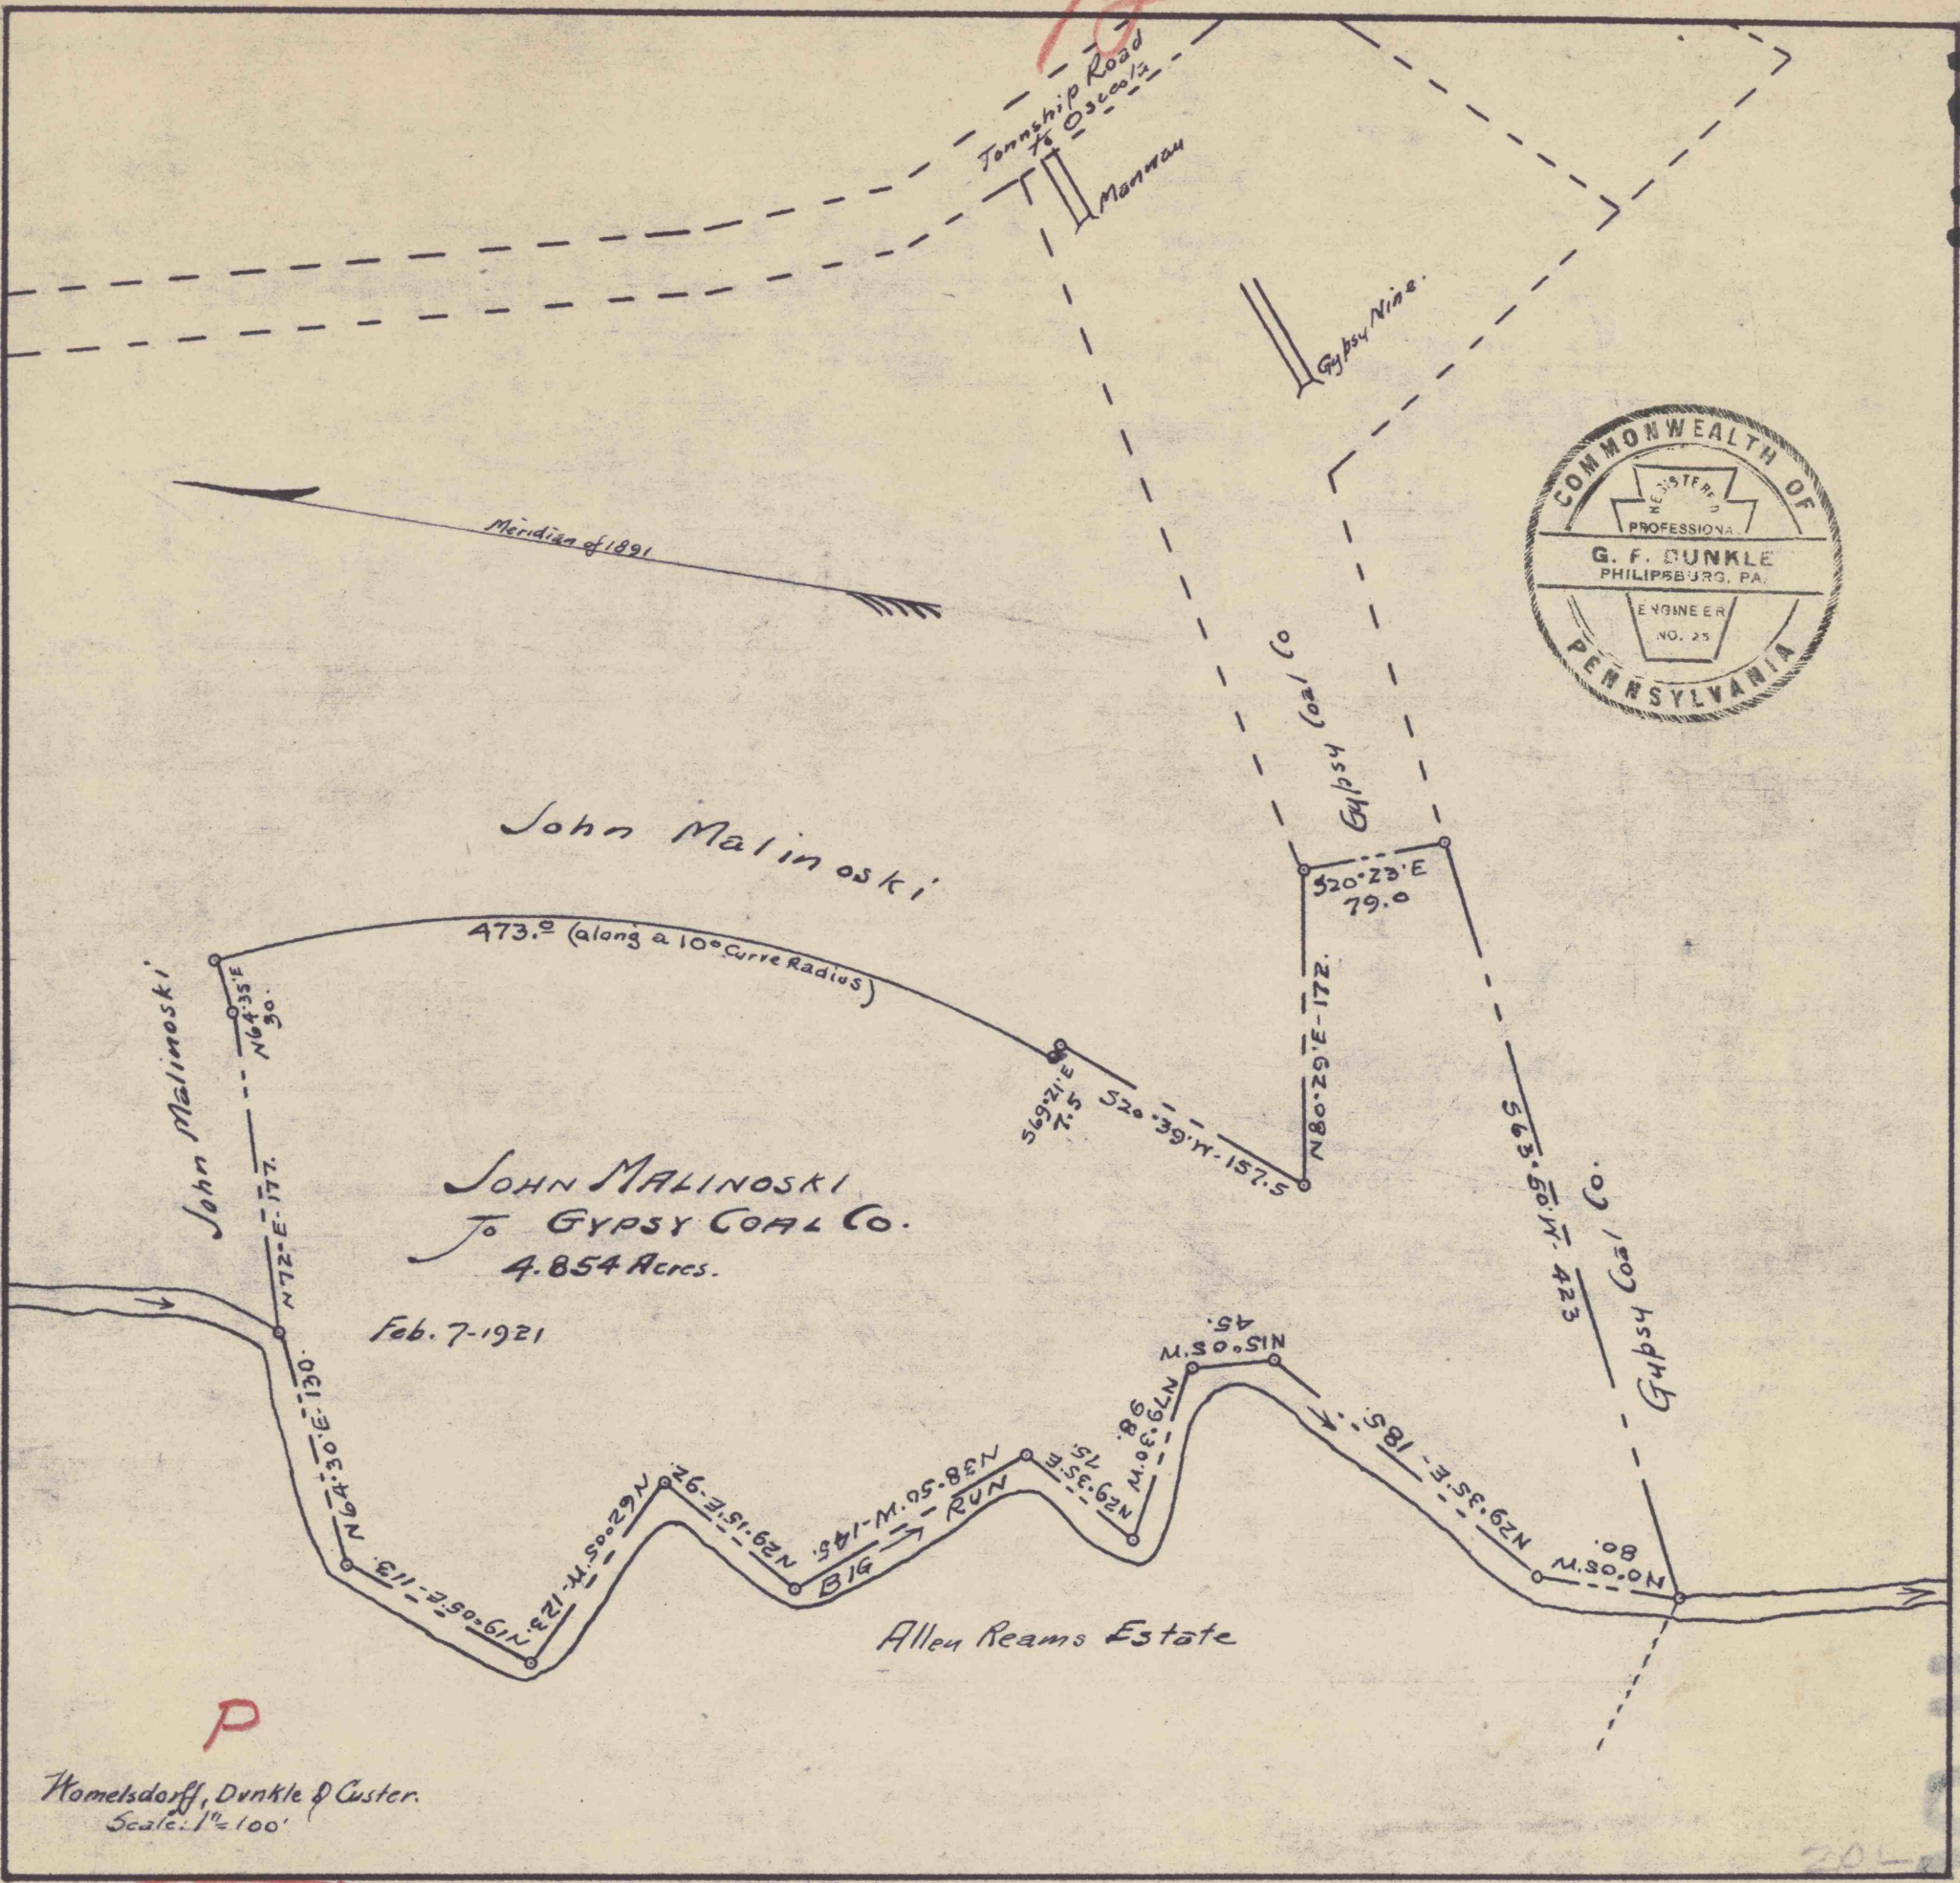 Township Road
to Osceola
Manway
Gypsy Nine.
Meridian of 1891
COMMONWEALTH OF
REGISTERED
PROFESSIONAL
G. F. DUNKLE
PHILIPSBURG, PA.
ENGINEER
NO. 25
PENNSYLVANIA
Gypsy Coal Co
John Malinoski
S20°23'E
79.0
473.0 (along a 10° Curve Radius)
John Malinoski
N64°35'E
30.
N80°29'E-172.
S69°21'E
7.5
S20°39'W-157.5
S63°50'W-423
Gypsy Coal Co.
JOHN MALINOSKI
To GYPSY COAL CO.
4.854 Acres.
Feb. 7-1921
N72°E-177.
N64°30'E-130.
N19°05'E-113.
N62°05'W-123.
N29°15'E-92.
N38°50'W-145.
BIG RUN
N29°35'E
75
N79°30'W
98.
N15°05'W
45.
N29°35'E-185.
N0°05'W
80.
Allen Reams Estate
P
Womelsdorff, Dunkle & Custer.
Scale: 1"=100'